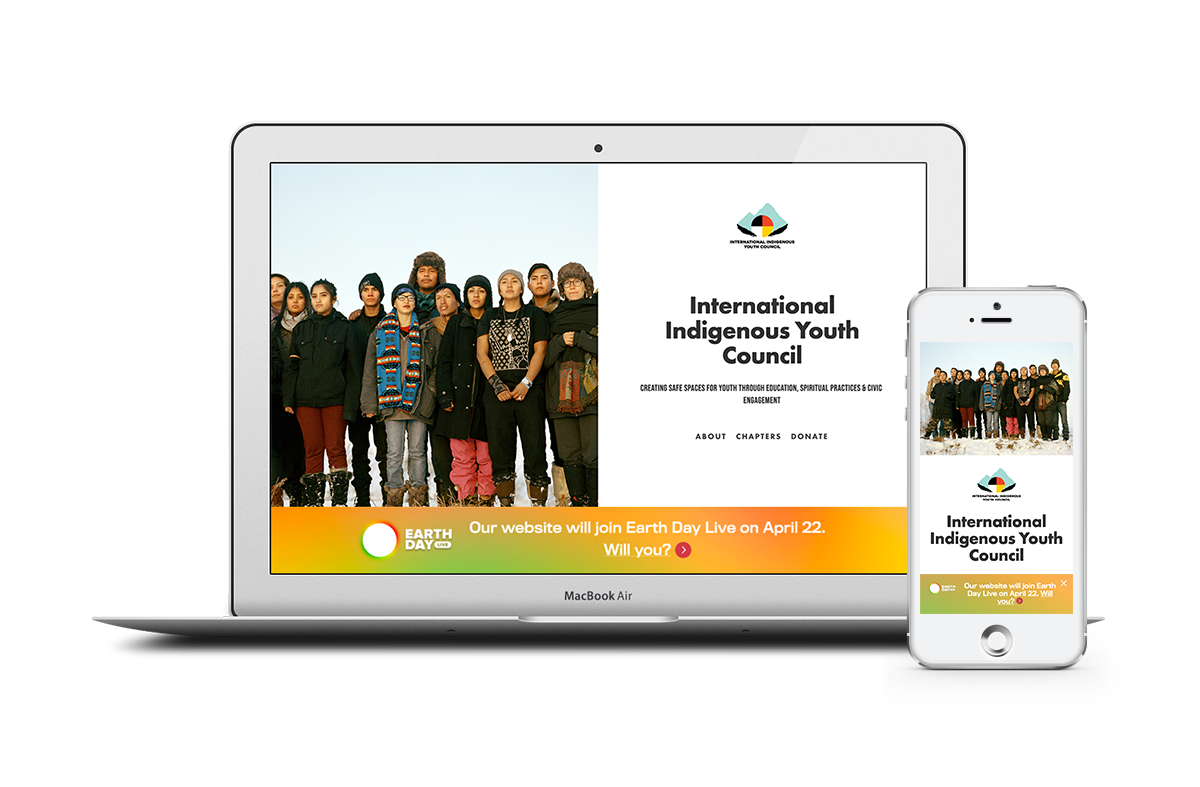 INTERNATIONAL INDIGENOUS
YOUTH COUNCIL
International
Indigenous Youth
Council
CREATING SAFE SPACES FOR YOUTH THROUGH EDUCATION, SPIRITUAL PRACTICES & CIVIC
ENGAGEMENT
ABOUT CHAPTERS DONATE
EARTH
DAY LIVE
Our website will join Earth Day Live on April 22.
Will you?
MacBook Air
INTERNATIONAL INDIGENOUS
YOUTH COUNCIL
International
Indigenous Youth
Council
EARTH
DAY
Our website will join Earth
Day Live on April 22. Will
you?